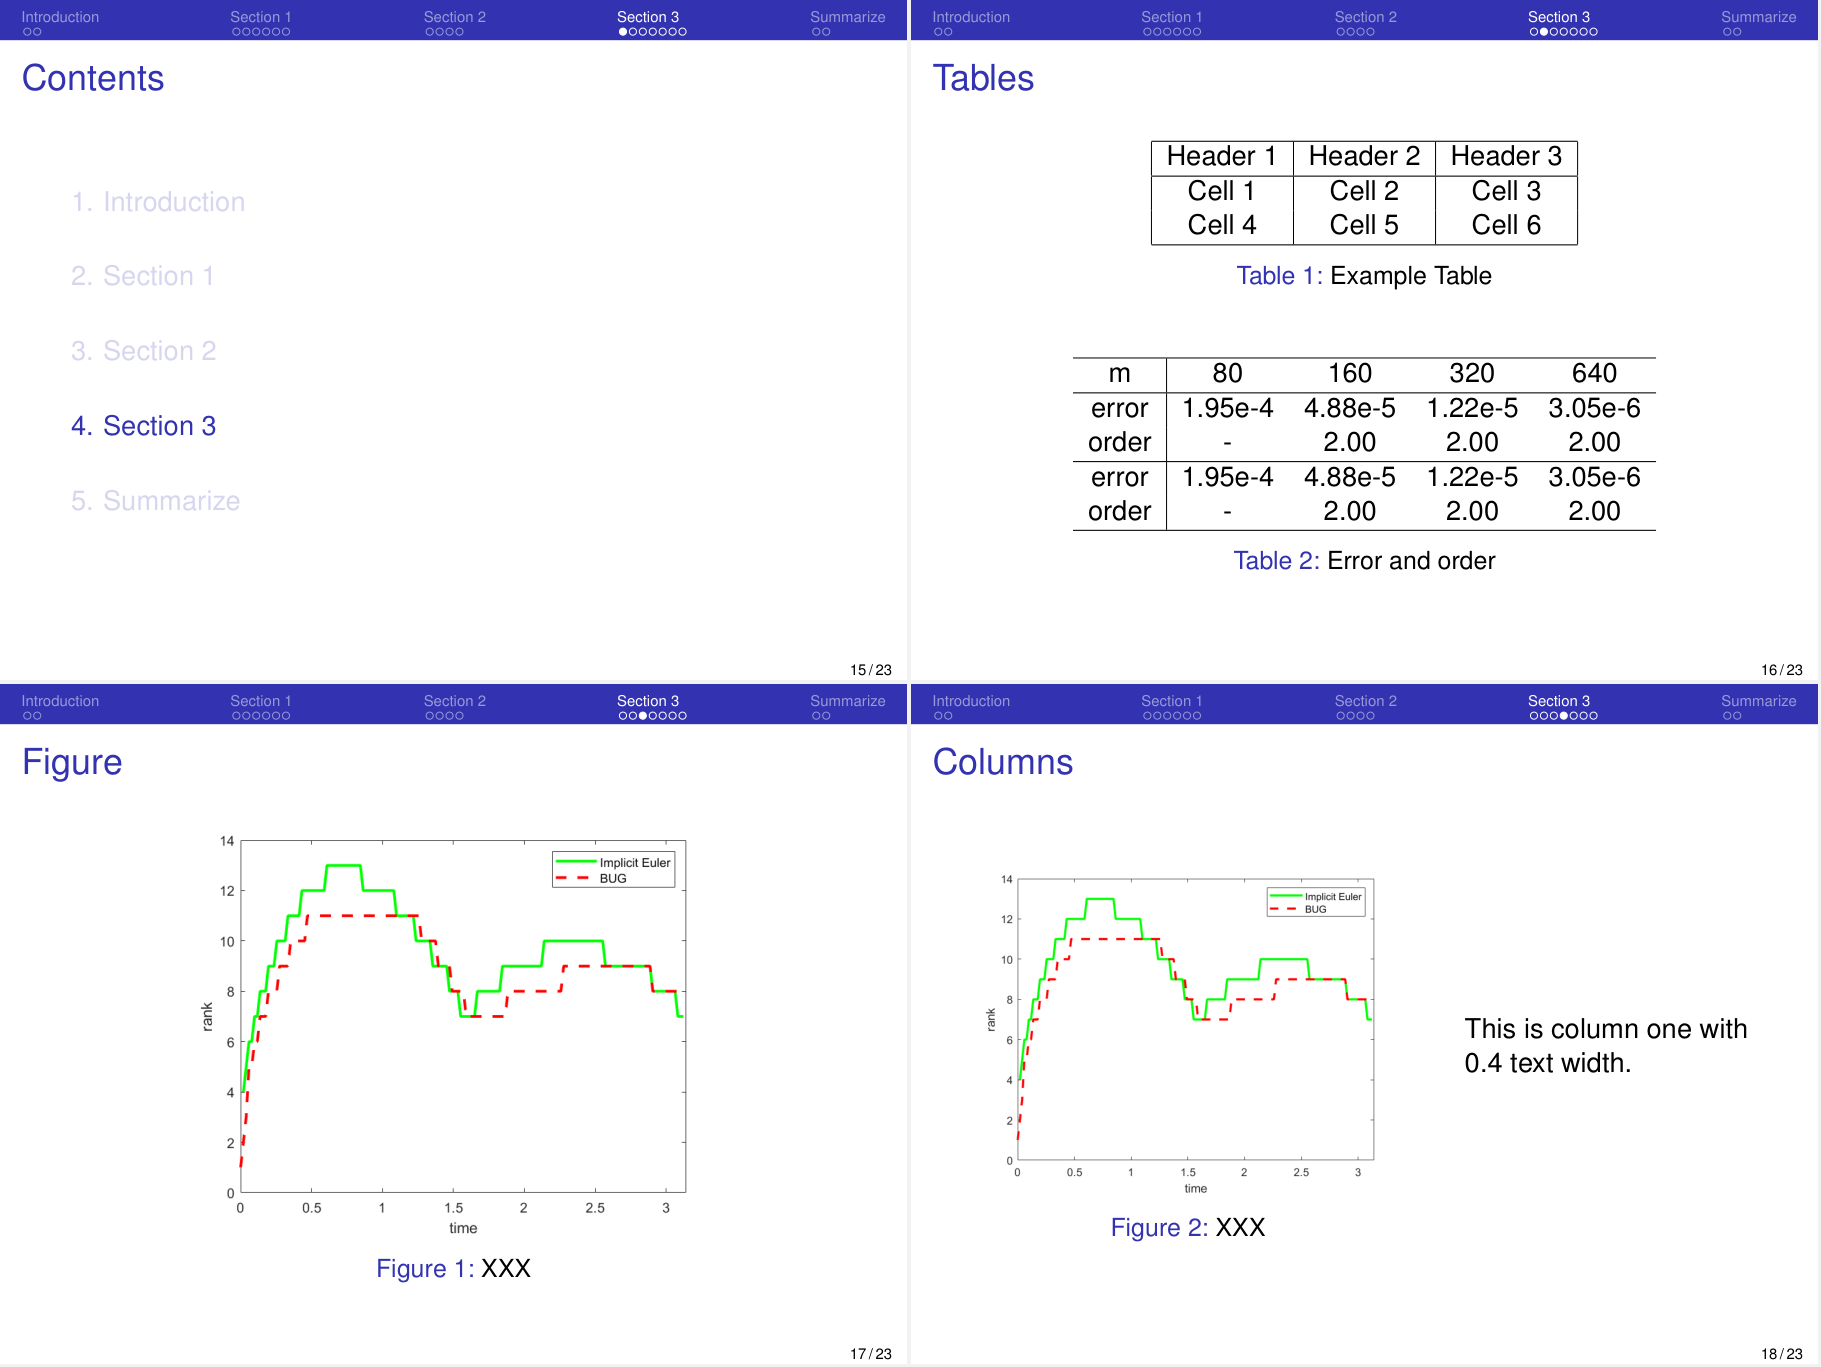 Introduction Section 1 Section 2 Section 3 Summarize
Contents
1. Introduction
2. Section 1
3. Section 2
4. Section 3
5. Summarize
15 / 23
Introduction Section 1 Section 2 Section 3 Summarize
Tables
Header 1 Header 2 Header 3
Cell 1 Cell 2 Cell 3
Cell 4 Cell 5 Cell 6
Table 1: Example Table
m 80 160 320 640
error 1.95e-4 4.88e-5 1.22e-5 3.05e-6
order - 2.00 2.00 2.00
error 1.95e-4 4.88e-5 1.22e-5 3.05e-6
order - 2.00 2.00 2.00
Table 2: Error and order
16 / 23
Introduction Section 1 Section 2 Section 3 Summarize
Figure
14
12
10
8
6
4
2
0
rank
Implicit Euler
BUG
0 0.5 1 1.5 2 2.5 3
time
Figure 1: XXX
17 / 23
Introduction Section 1 Section 2 Section 3 Summarize
Columns
14
12
10
8
6
4
2
0
rank
Implicit Euler
BUG
0 0.5 1 1.5 2 2.5 3
time
Figure 2: XXX
This is column one with
0.4 text width.
18 / 23